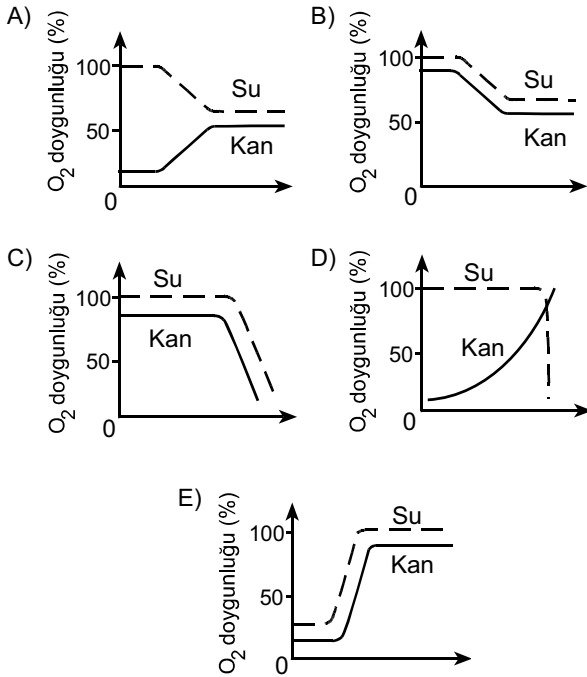 A)
O₂ doygunluğu (%)
100
50
0
Su
Kan
B)
O₂ doygunluğu (%)
100
50
0
Su
Kan
C)
O₂ doygunluğu (%)
100
50
0
Su
Kan
D)
O₂ doygunluğu (%)
100
50
0
Su
Kan
E)
O₂ doygunluğu (%)
100
50
0
Su
Kan